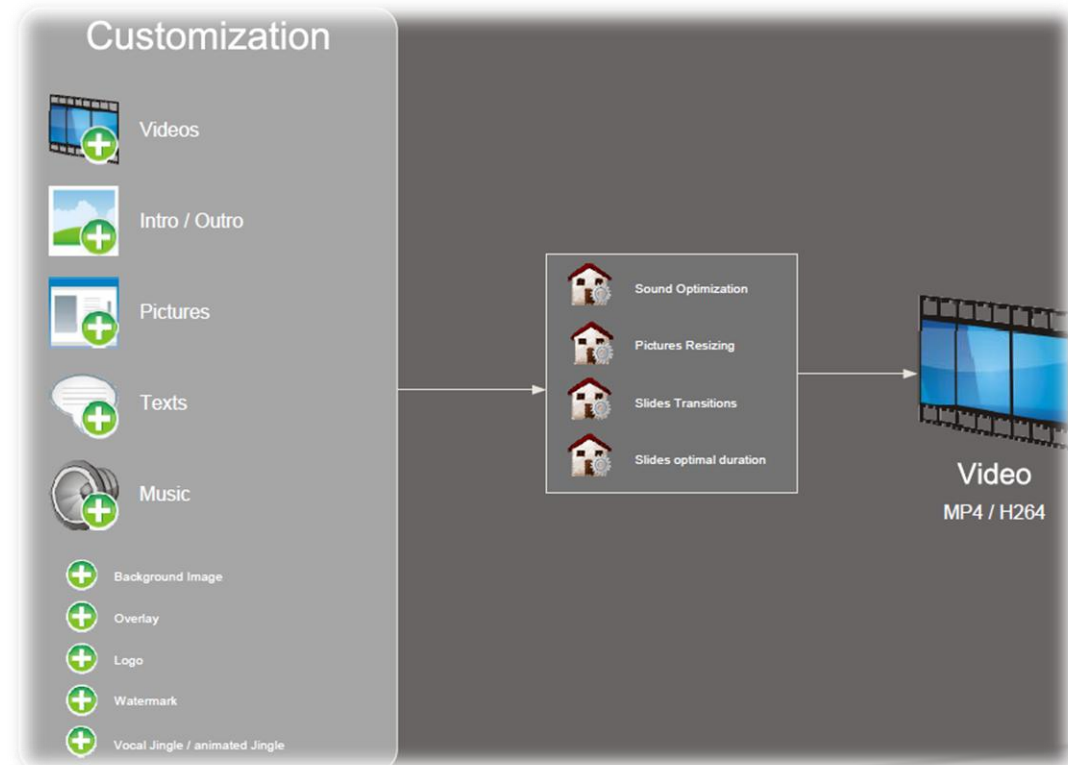 Customization
Videos
Intro / Outro
Pictures
Texts
Music
Background Image
Overlay
Logo
Watermark
Vocal Jingle / animated Jingle
Sound Optimization
Pictures Resizing
Slides Transitions
Slides optimal duration
Video
MP4 / H264